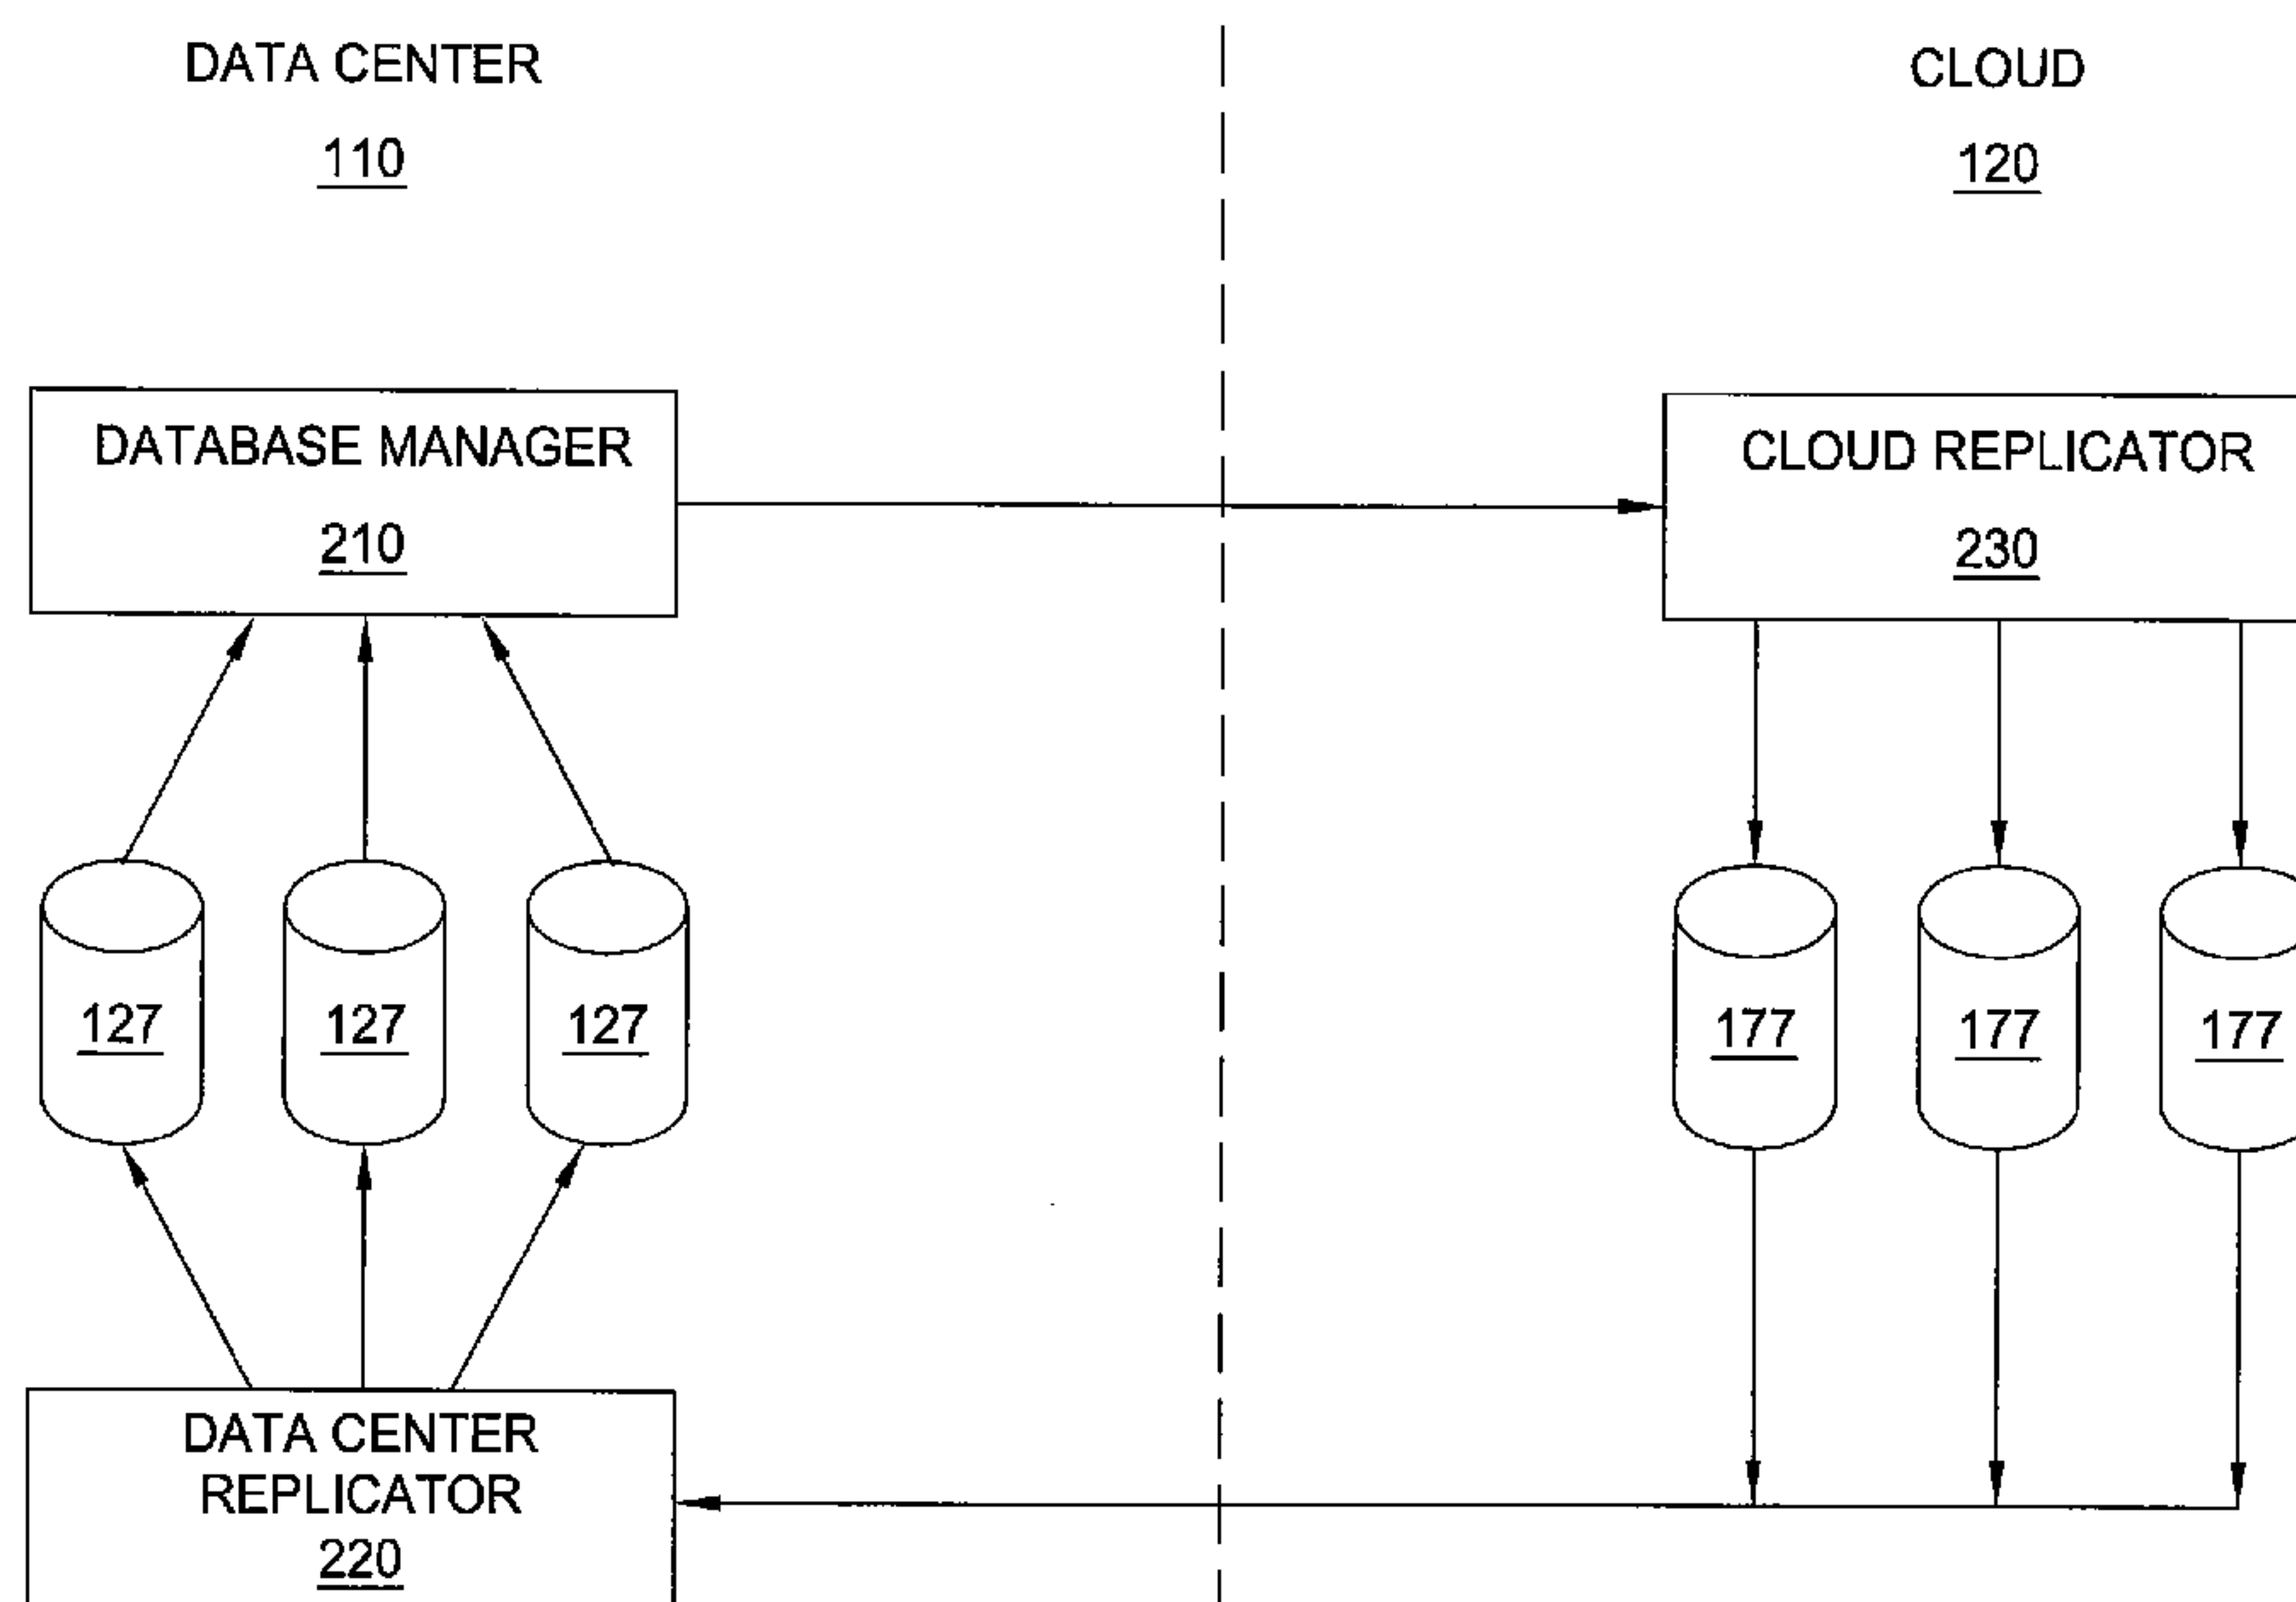 DATA CENTER
110
CLOUD
120
DATABASE MANAGER
210
CLOUD REPLICATOR
230
127
127
127
177
177
177
DATA CENTER
REPLICATOR
220